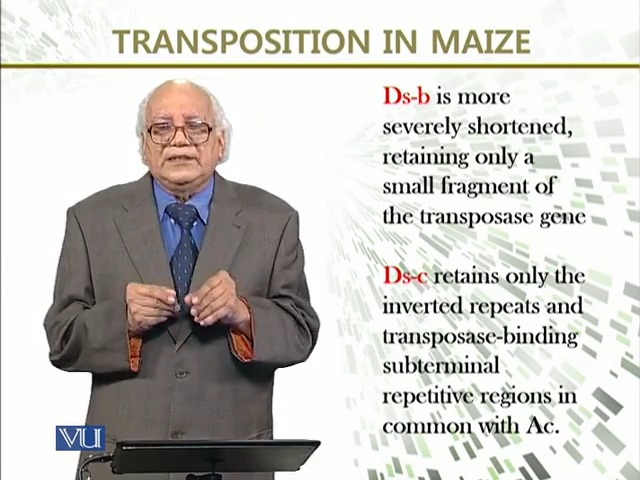 TRANSPOSITION IN MAIZE
Ds-b is more
severely shortened,
retaining only a
small fragment of
the transposase gene
Ds-c retains only the
inverted repeats and
transposase-binding
subterminal
repetitive regions in
common with Ac.
VU